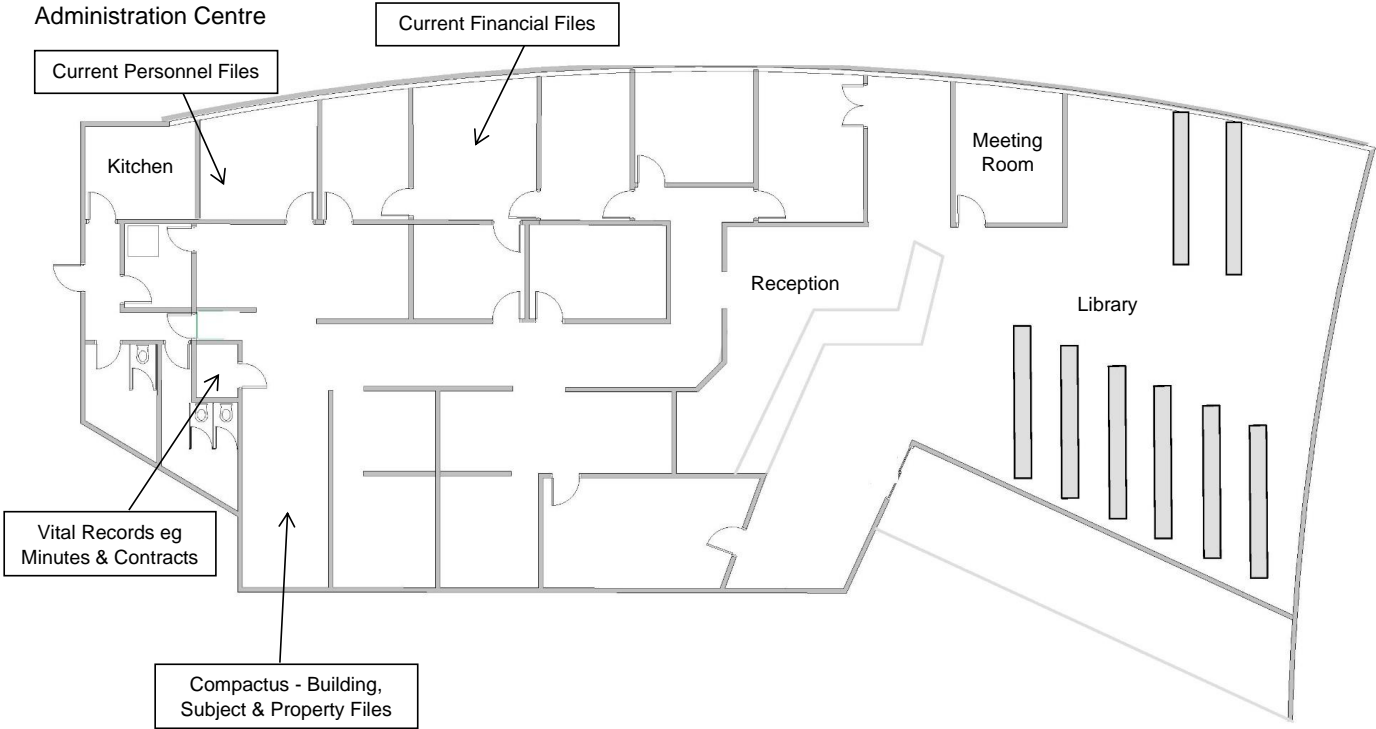 Administration Centre
Current Financial Files
Current Personnel Files
Kitchen
Meeting
Room
Reception
Library
Vital Records eg
Minutes & Contracts
Compactus - Building,
Subject & Property Files